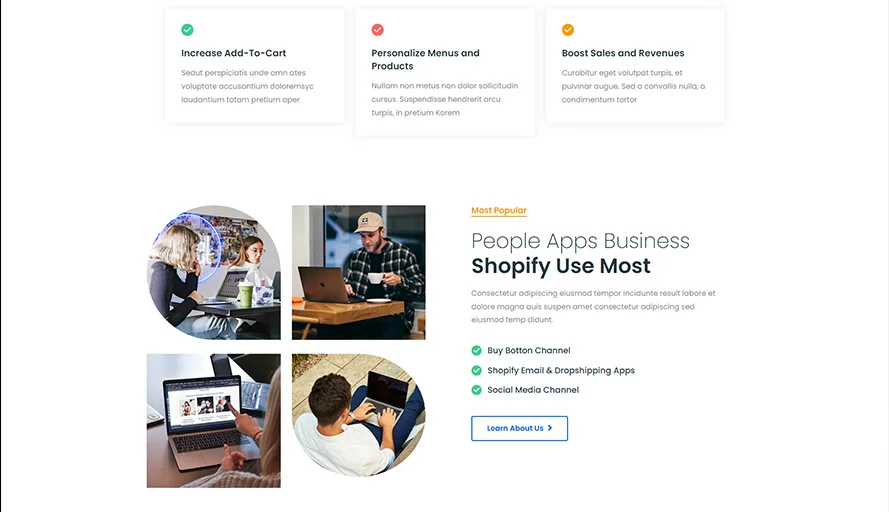 Increase Add-To-Cart
Sedut perspiciatis unde omn ates
voluptate accusantium doloremsyc
laudantium totam pretium aper
Personalize Menus and
Products
Nullam non metus non dolor sollicitudin
cursus. Suspendisse hendrerit arcu
turpis, in pretium Korem
Boost Sales and Revenues
Curabitur eget volutpat turpis, et
pulvinar augue. Sed a convallis nulla, a
condimentum tortor
Most Popular
People Apps Business
Shopify Use Most
Consectetur adipiscing eiusmod tempor incidunte result labore et
dolore magna auis suspen amet consectetur adipiscing sed
eiusmod temp didunt.
Buy Botton Channel
Shopify Email & Dropshipping Apps
Social Media Channel
Learn About Us